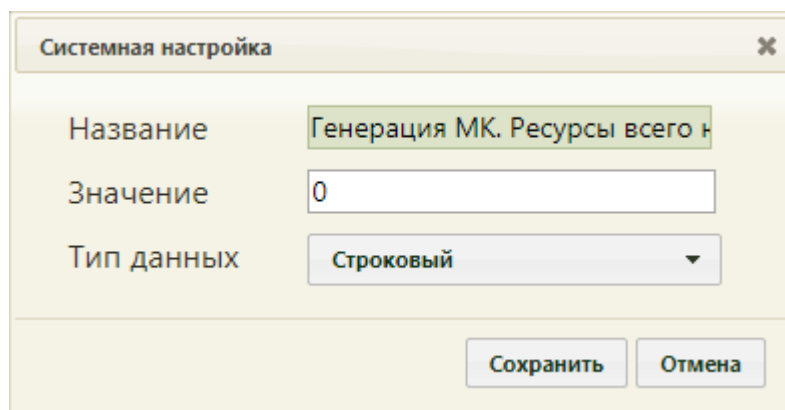 Системная настройка
Название Генерация МК. Ресурсы всего
Значение 0
Тип данных Строковый
Сохранить Отмена